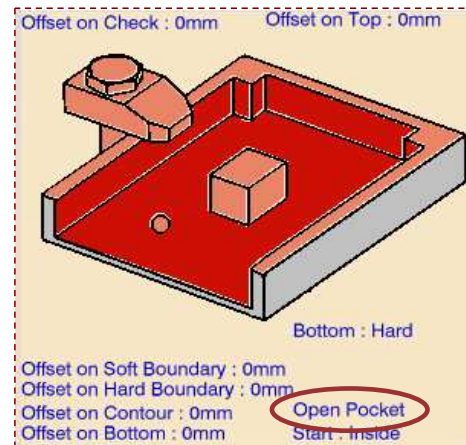 Offset on Check : 0mm
Offset on Top : 0mm
Bottom : Hard
Offset on Soft Boundary : 0mm
Offset on Hard Boundary : 0mm
Offset on Contour : 0mm
Open Pocket
Offset on Bottom : 0mm
Start : Inside